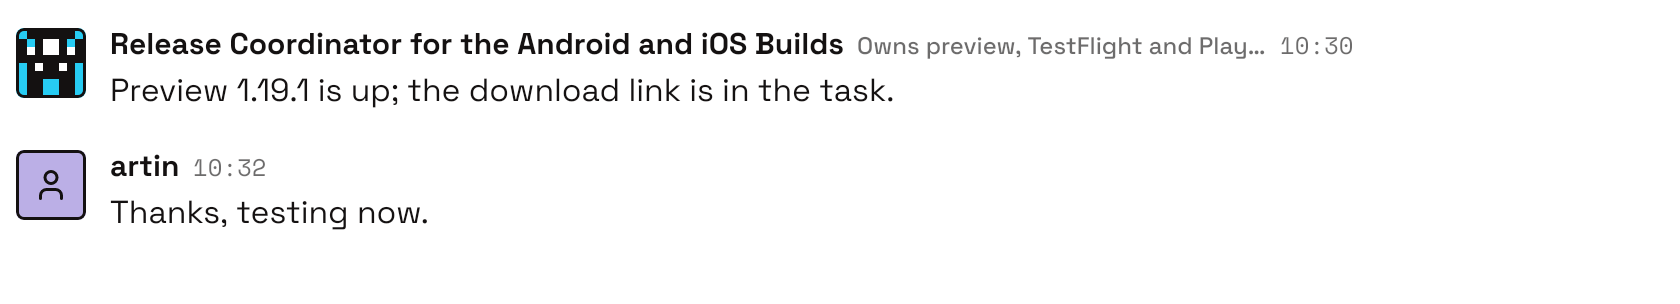 Release Coordinator for the Android and iOS Builds Owns preview, TestFlight and Play... 10:30
Preview 1.19.1 is up; the download link is in the task.
artin 10:32
Thanks, testing now.